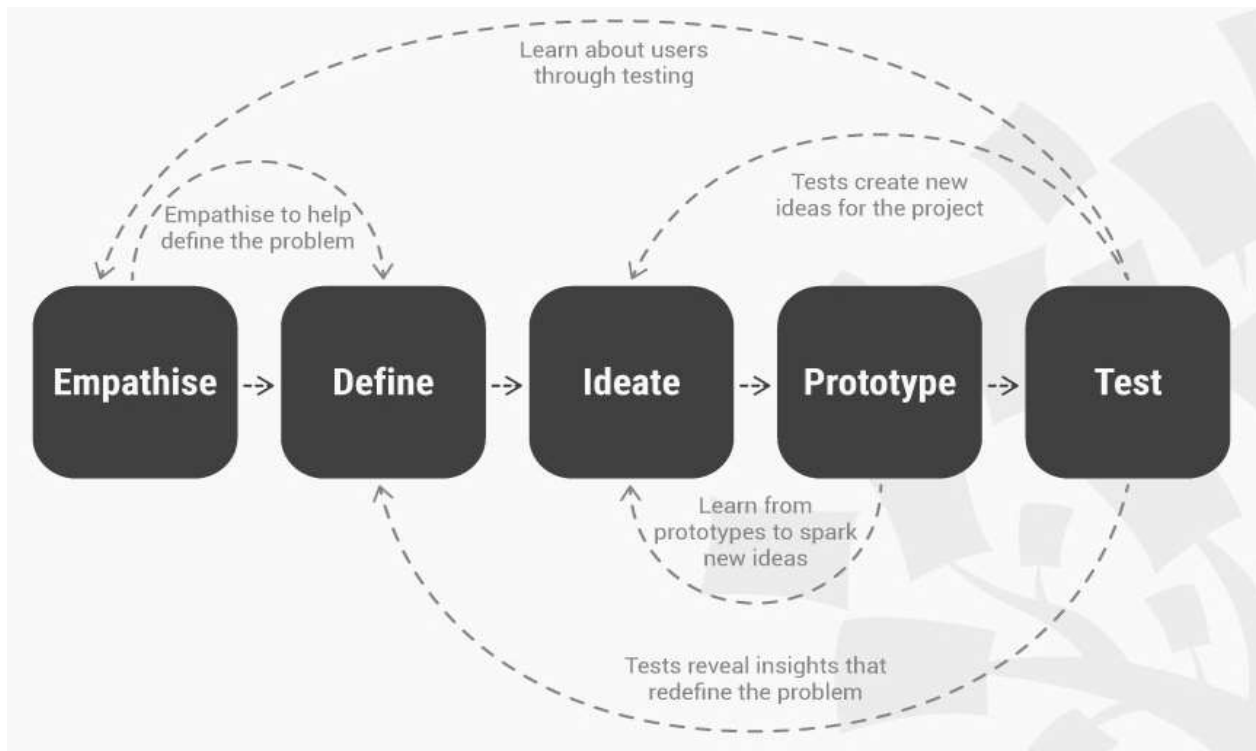 Learn about users
through testing
Tests create new
ideas for the project
Empathise to help
define the problem
Empathise
Define
Ideate
Prototype
Test
Learn from
prototypes to spark
new ideas
Tests reveal insights that
redefine the problem